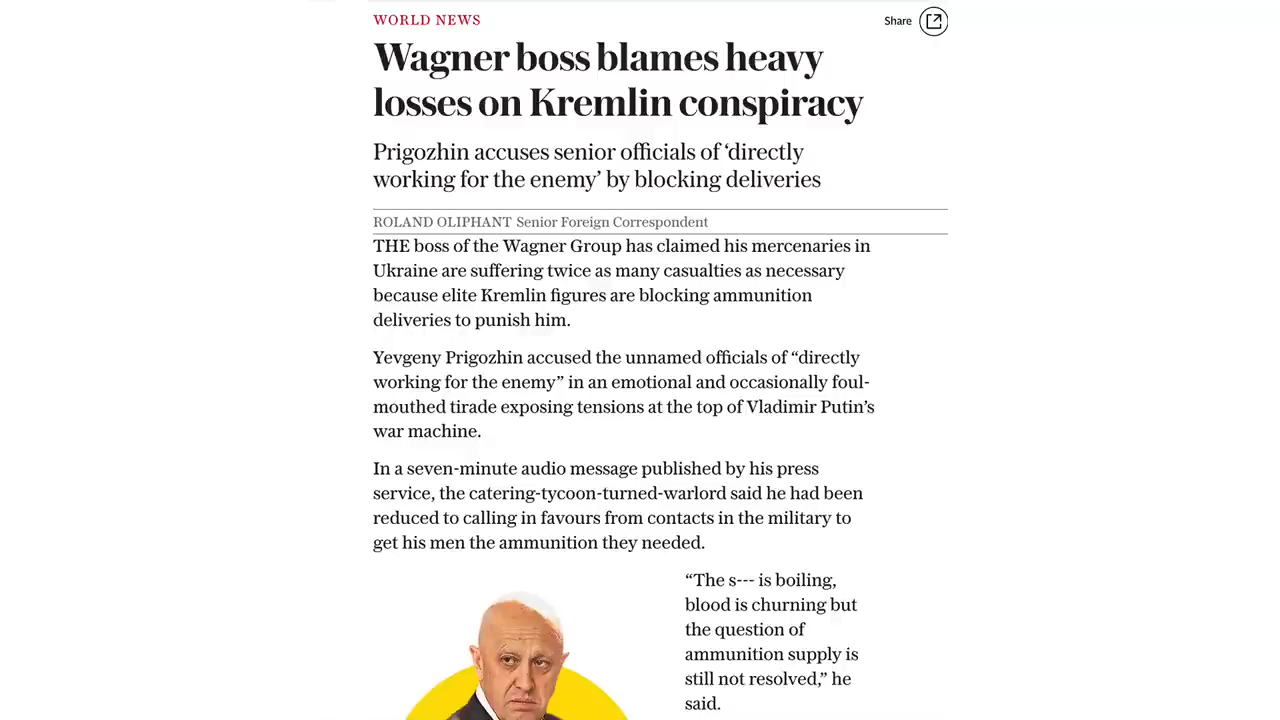 WORLD NEWS
Share
Wagner boss blames heavy
losses on Kremlin conspiracy
Prigozhin accuses senior officials of ‘directly
working for the enemy’ by blocking deliveries
ROLAND OLIPHANT Senior Foreign Correspondent
THE boss of the Wagner Group has claimed his mercenaries in
Ukraine are suffering twice as many casualties as necessary
because elite Kremlin figures are blocking ammunition
deliveries to punish him.
Yevgeny Prigozhin accused the unnamed officials of “directly
working for the enemy” in an emotional and occasionally foul-
mouthed tirade exposing tensions at the top of Vladimir Putin’s
war machine.
In a seven-minute audio message published by his press
service, the catering-tycoon-turned-warlord said he had been
reduced to calling in favours from contacts in the military to
get his men the ammunition they needed.
“The s--- is boiling,
blood is churning but
the question of
ammunition supply is
still not resolved,” he
said.